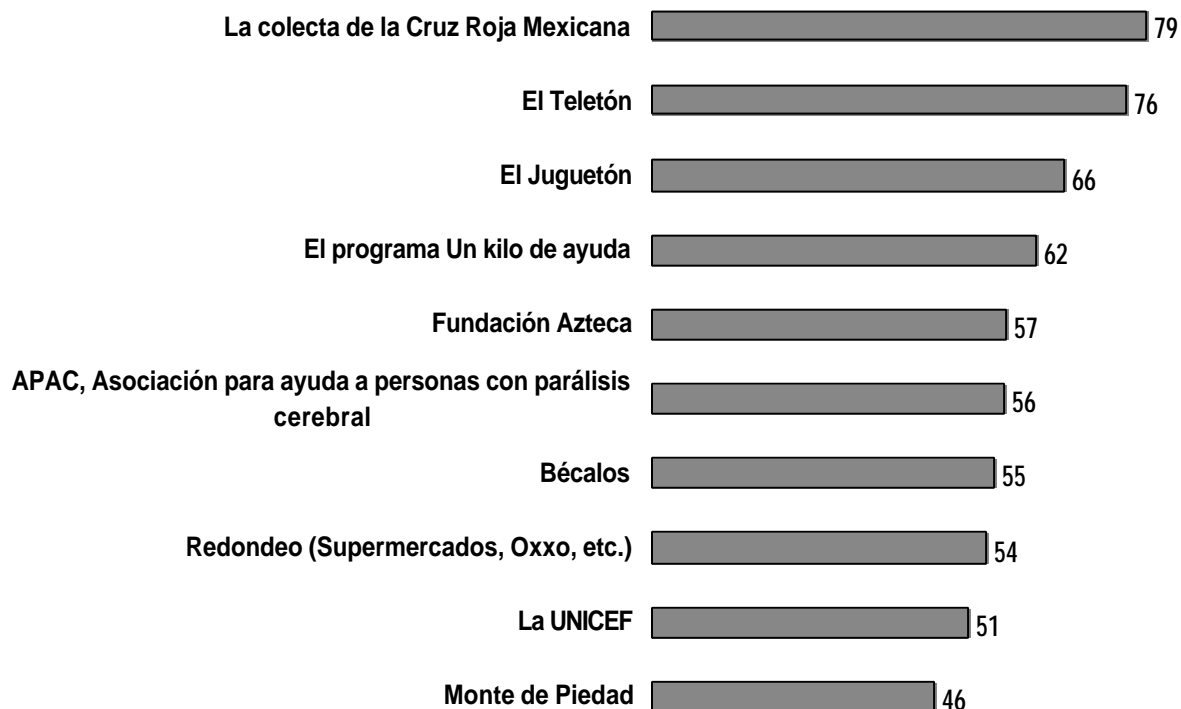 La colecta de la Cruz Roja Mexicana 79
El Teletón 76
El Juguetón 66
El programa Un kilo de ayuda 62
Fundación Azteca 57
APAC, Asociación para ayuda a personas con parálisis
cerebral 56
Bécalos 55
Redondeo (Supermercados, Oxxo, etc.) 54
La UNICEF 51
Monte de Piedad 46